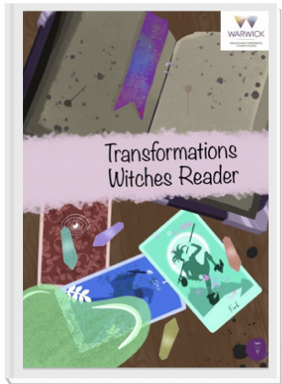 WARWICK
Transformations
Witches Reader
Fool